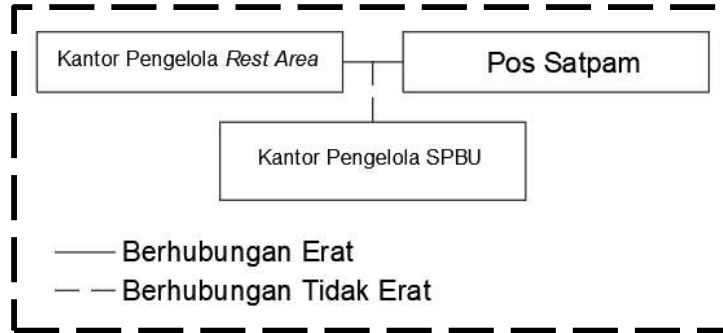 Kantor Pengelola Rest Area
Pos Satpam
Kantor Pengelola SPBU
Berhubungan Erat
Berhubungan Tidak Erat